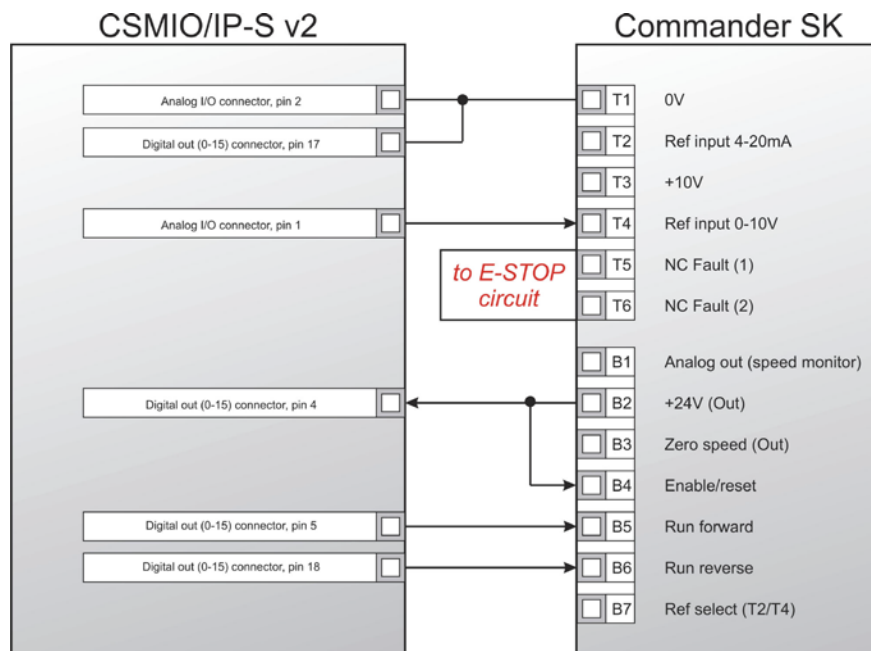 CSMIO/IP-S v2
Commander SK
Analog I/O connector, pin 2
T1 0V
Digital out (0-15) connector, pin 17
T2 Ref input 4-20mA
T3 +10V
Analog I/O connector, pin 1
T4 Ref input 0-10V
to E-STOP
circuit
T5 NC Fault (1)
T6 NC Fault (2)
B1 Analog out (speed monitor)
Digital out (0-15) connector, pin 4
B2 +24V (Out)
B3 Zero speed (Out)
B4 Enable/reset
Digital out (0-15) connector, pin 5
B5 Run forward
Digital out (0-15) connector, pin 18
B6 Run reverse
B7 Ref select (T2/T4)